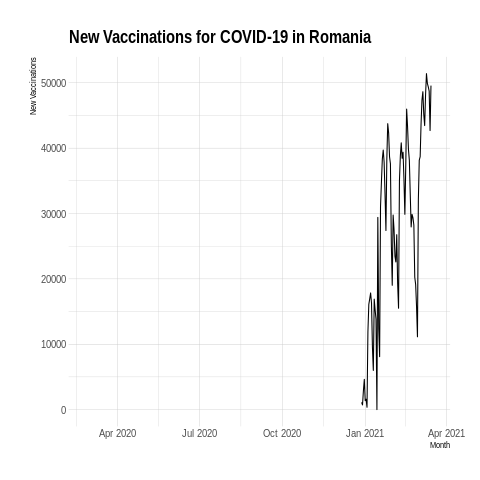 New Vaccinations for COVID-19 in Romania
New Vaccinations
50000
40000
30000
20000
10000
0
Apr 2020
Jul 2020
Oct 2020
Jan 2021
Apr 2021
Month